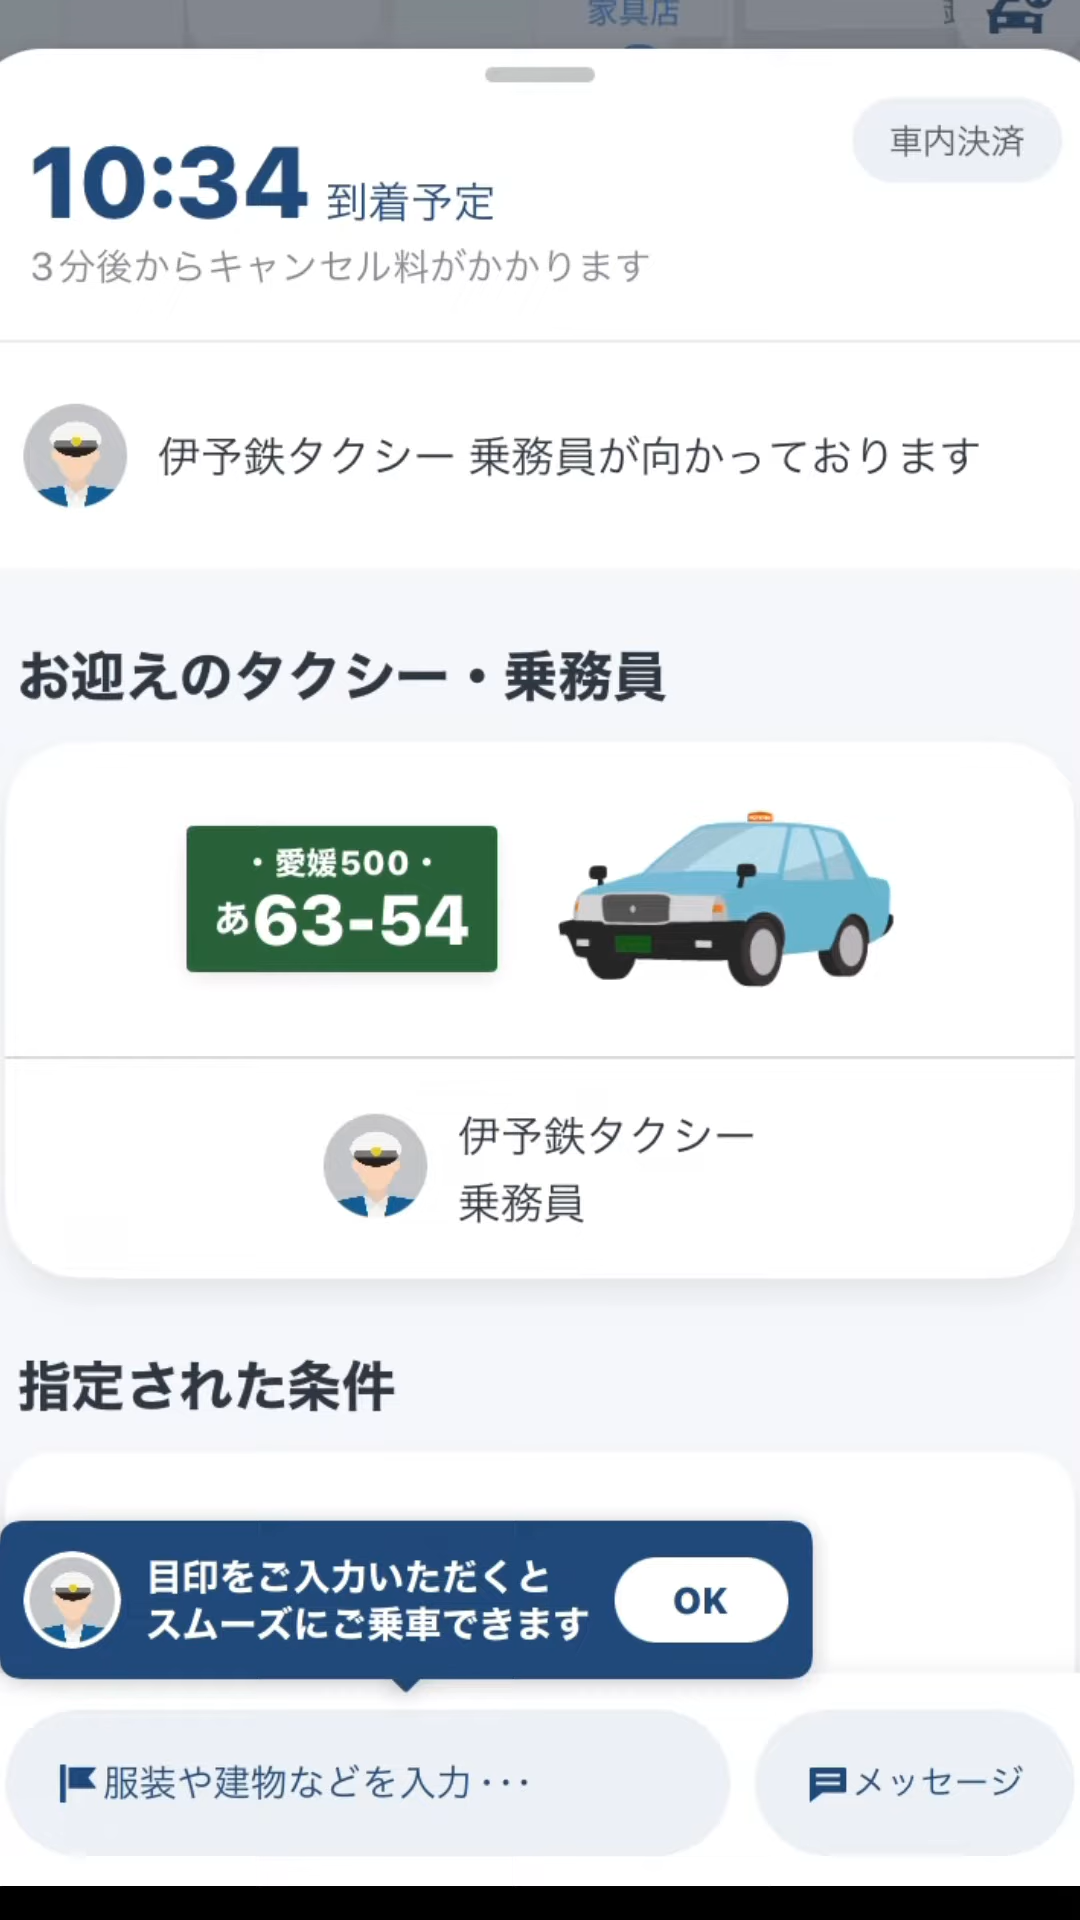 家具店
10:34 到着予定
車内決済
3分後からキャンセル料がかかります
伊予鉄タクシー 乗務員が向かっております
お迎えのタクシー・乗務員
・愛媛500・
あ63-54
伊予鉄タクシー
乗務員
指定された条件
目印をご入力いただくと
スムーズにご乗車できます
OK
服装や建物などを入力・・・
メッセージ